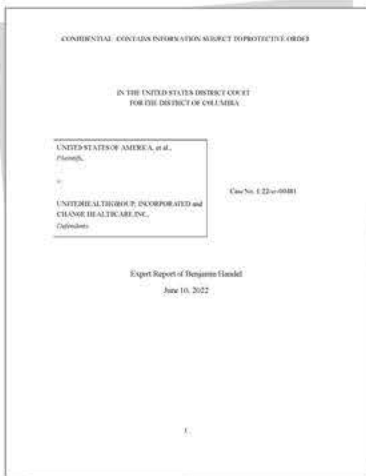 CONFIDENTIAL: CONTAINS INFORMATION SUBJECT TO PROTECTIVE ORDER
IN THE UNITED STATES DISTRICT COURT
FOR THE DISTRICT OF COLUMBIA
UNITED STATES OF AMERICA, et al.,
Plaintiffs,
v.
UNITEDHEALTH GROUP, INCORPORATED and
CHANGE HEALTHCARE INC.,
Defendants
Case No. 1:22-cv-00481
Expert Report of Benjamin Handel
June 10, 2022
1